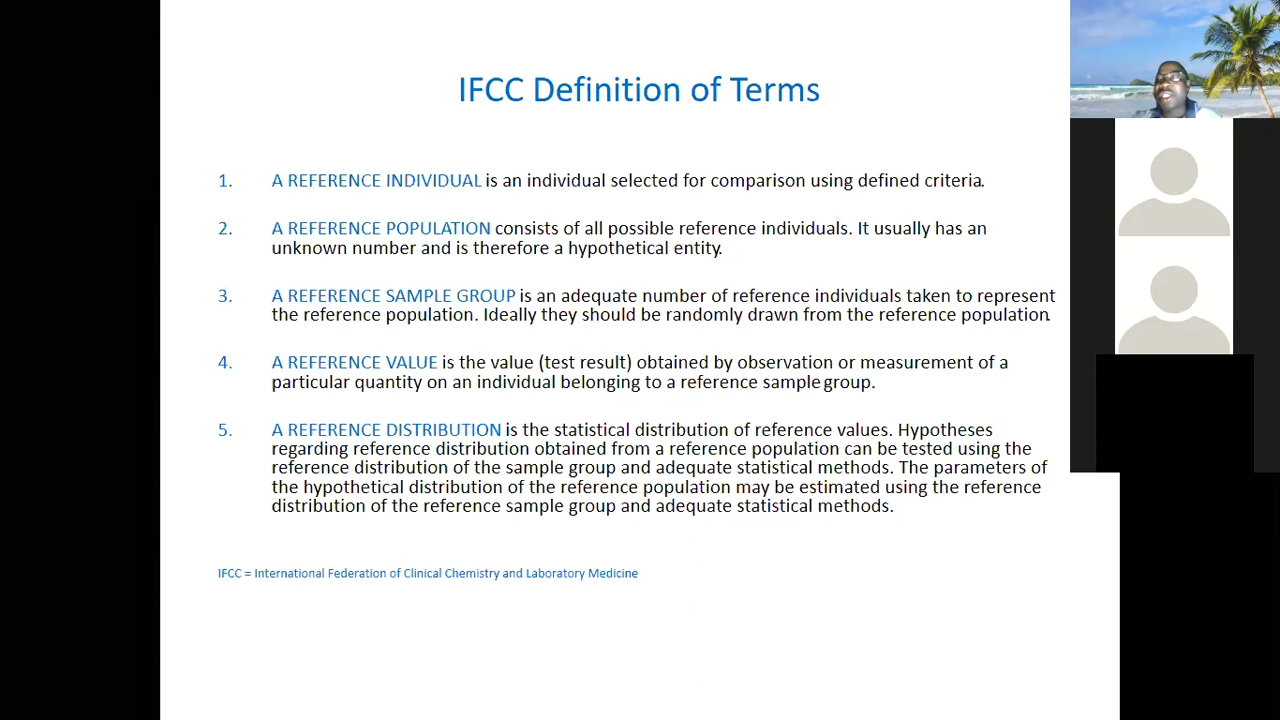 IFCC Definition of Terms
1. A REFERENCE INDIVIDUAL is an individual selected for comparison using defined criteria.
2. A REFERENCE POPULATION consists of all possible reference individuals. It usually has an
unknown number and is therefore a hypothetical entity.
3. A REFERENCE SAMPLE GROUP is an adequate number of reference individuals taken to represent
the reference population. Ideally they should be randomly drawn from the reference population.
4. A REFERENCE VALUE is the value (test result) obtained by observation or measurement of a
particular quantity on an individual belonging to a reference sample group.
5. A REFERENCE DISTRIBUTION is the statistical distribution of reference values. Hypotheses
regarding reference distribution obtained from a reference population can be tested using the
reference distribution of the sample group and adequate statistical methods. The parameters of
the hypothetical distribution of the reference population may be estimated using the reference
distribution of the reference sample group and adequate statistical methods.
IFCC = International Federation of Clinical Chemistry and Laboratory Medicine